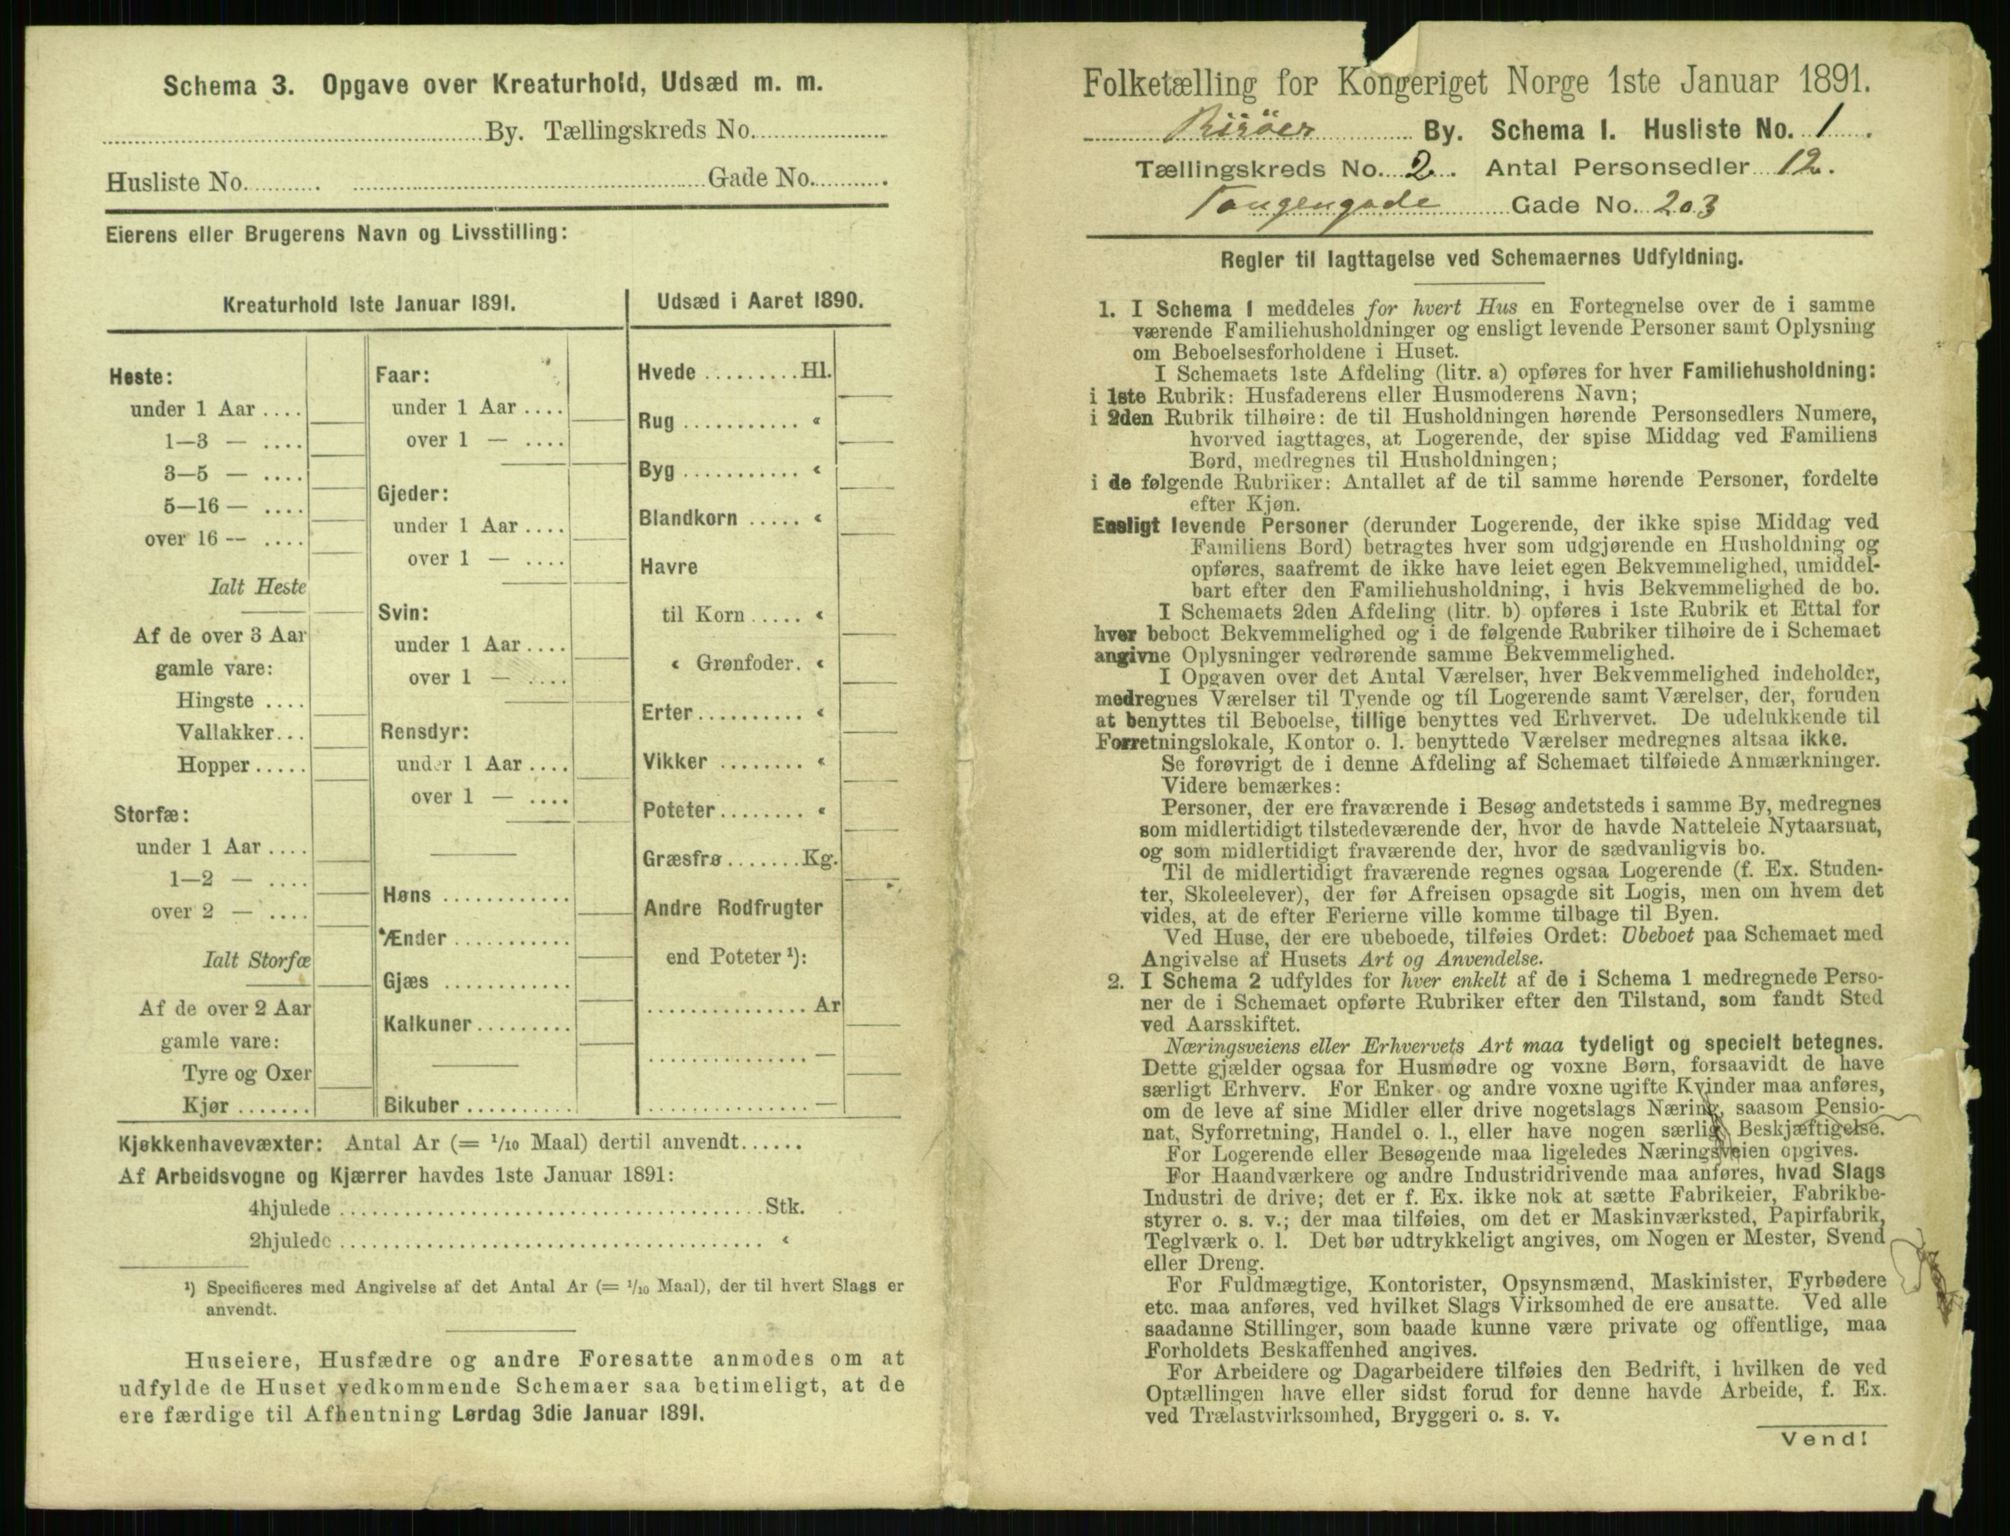 Schema 3. Opgave over Kreaturhold, Udsæd m. m.
By. Tællingskreds No.
Husliste No. Gade No.
Eierens eller Brugerens Navn og Livsstilling:
Kreaturhold 1ste Januar 1891.
Heste:
under 1 Aar ....
1—3 — ....
3—5 — ....
5—16 — ....
over 16 — ....
Ialt Heste
Af de over 3 Aar
gamle vare:
Hingste ....
Vallakker...
Hopper .....
Storfæ:
under 1 Aar ....
1—2 — ....
over 2 — ....
Ialt Storfæ
Af de over 2 Aar
gamle vare:
Tyre og Oxer
Kjør .......
Faar:
under 1 Aar ....
over 1 — ....
Gjeder:
under 1 Aar ....
over 1 — ....
Svin:
under 1 Aar ....
over 1 — ....
Rensdyr:
under 1 Aar ....
over 1 — ....
Høns ............
Ænder...........
Gjæs ............
Kalkuner.........
Bikuber ..........
Udsæd i Aaret 1890.
Hvede .........Hl.
Rug ........... «
Byg ........... «
Blandkorn ..... «
Havre
til Korn ..... «
« Grønfoder. «
Erter.......... «
Vikker ........ «
Poteter........ «
Græsfrø .......Kg.
Andre Rodfrugter
end Poteter ¹):
............... Ar
............... —
............... —
Kjøkkenhavevæxter: Antal Ar (= 1/10 Maal) dertil anvendt......
Af Arbeidsvogne og Kjærrer havdes 1ste Januar 1891:
4hjulede ..................................... Stk.
2hjulede ..................................... «
¹) Specificeres med Angivelse af det Antal Ar (= 1/10 Maal), der til hvert Slags er
anvendt.
Huseiere, Husfædre og andre Foresatte anmodes om at
udfylde de Huset vedkommende Schemaer saa betimeligt, at de
ere færdige til Afhentning Lørdag 3die Januar 1891.
Folketælling for Kongeriget Norge 1ste Januar 1891.
Risöer By. Schema I. Husliste No. 1.
Tællingskreds No. 2. Antal Personsedler 12.
Tangengade Gade No. 203
Regler til Iagttagelse ved Schemaernes Udfyldning.
1. I Schema 1 meddeles for hvert Hus en Fortegnelse over de i samme
værende Familiehusholdninger og ensligt levende Personer samt Oplysning
om Beboelsesforholdene i Huset.
I Schemaets 1ste Afdeling (litr. a) opføres for hver Familiehusholdning:
i 1ste Rubrik: Husfaderens eller Husmoderens Navn;
i 2den Rubrik tilhøire: de til Husholdningen hørende Personsedlers Numere,
hvorved iagttages, at Logerende, der spise Middag ved Familiens
Bord, medregnes til Husholdningen;
i de følgende Rubriker: Antallet af de til samme hørende Personer, fordelte
efter Kjøn.
Ensligt levende Personer (derunder Logerende, der ikke spise Middag ved
Familiens Bord) betragtes hver som udgjørende en Husholdning og
opføres, saafremt de ikke have leiet egen Bekvemmelighed, umiddel-
bart efter den Familiehusholdning, i hvis Bekvemmelighed de bo.
I Schemaets 2den Afdeling (litr. b) opføres i 1ste Rubrik et Ettal for
hver beboet Bekvemmelighed og i de følgende Rubriker tilhøire de i Schemaet
angivne Oplysninger vedrørende samme Bekvemmelighed.
I Opgaven over det Antal Værelser, hver Bekvemmelighed indeholder,
medregnes Værelser til Tyende og til Logerende samt Værelser, der, foruden
at benyttes til Beboelse, tillige benyttes ved Erhvervet. De udelukkende til
Forretningslokale, Kontor o. l. benyttede Værelser medregnes altsaa ikke.
Se forøvrigt de i denne Afdeling af Schemaet tilføiede Anmærkninger.
Videre bemærkes:
Personer, der ere fraværende i Besøg andetsteds i samme By, medregnes
som midlertidigt tilstedeværende der, hvor de havde Natteleie Nytaarsnat,
og som midlertidigt fraværende der, hvor de sædvanligvis bo.
Til de midlertidigt fraværende regnes ogsaa Logerende (f. Ex. Studen-
ter, Skoleelever), der før Afreisen opsagde sit Logis, men om hvem det
vides, at de efter Ferierne ville komme tilbage til Byen.
Ved Huse, der ere ubeboede, tilføies Ordet: Ubeboet paa Schemaet med
Angivelse af Husets Art og Anvendelse.
2. I Schema 2 udfyldes for hver enkelt af de i Schema 1 medregnede Perso-
ner de i Schemaet opførte Rubriker efter den Tilstand, som fandt Sted
ved Aarsskiftet.
Næringsveiens eller Erhvervets Art maa tydeligt og specielt betegnes.
Dette gjælder ogsaa for Husmødre og voxne Børn, forsaavidt de have
særligt Erhverv. For Enker og andre voxne ugifte Kvinder maa anføres,
om de leve af sine Midler eller drive nogetslags Næring, saasom Pensio-
nat, Syforretning, Handel o. l., eller have nogen særlig Beskjæftigelse.
For Logerende eller Besøgende maa ligeledes Næringsveien opgives.
For Haandværkere og andre Industridrivende maa anføres, hvad Slags
Industri de drive; det er f. Ex. ikke nok at sætte Fabrikeier, Fabrikbe-
styrer o. s. v.; der maa tilføies, om det er Maskinværksted, Papirfabrik,
Teglværk o. l. Det bør udtrykkeligt angives, om Nogen er Mester, Svend
eller Dreng.
For Fuldmægtige, Kontorister, Opsynsmænd, Maskinister, Fyrbødere
etc. maa anføres, ved hvilket Slags Virksomhed de ere ansatte. Ved alle
saadanne Stillinger, som baade kunne være private og offentlige, maa
Forholdets Beskaffenhed angives.
For Arbeidere og Dagarbeidere tilføies den Bedrift, i hvilken de ved
Optællingen have eller sidst forud for denne havde Arbeide, f. Ex.
ved Trælastvirksomhed, Bryggeri o. s. v.
Vend!